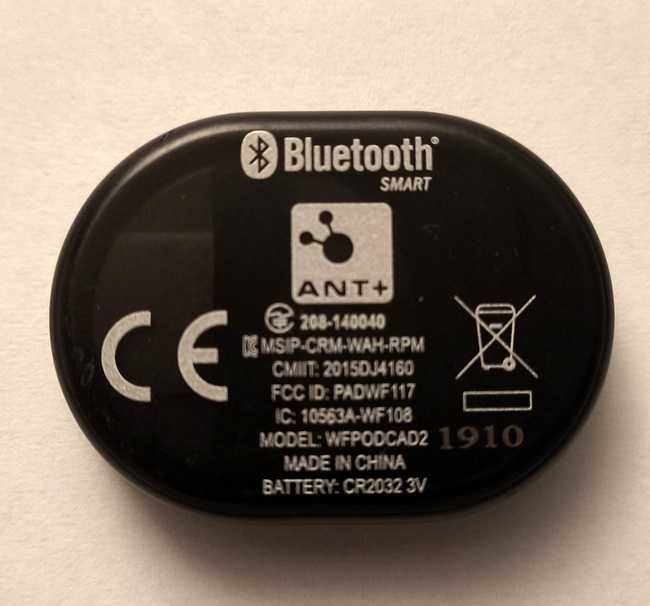 Bluetooth®
SMART
ANT+
CE
208-140040
MSIP-CRM-WAH-RPM
CMIIT: 2015DJ4160
FCC ID: PADWF117
IC: 10563A-WF108
MODEL: WFPODCAD2
1910
MADE IN CHINA
BATTERY: CR2032 3V